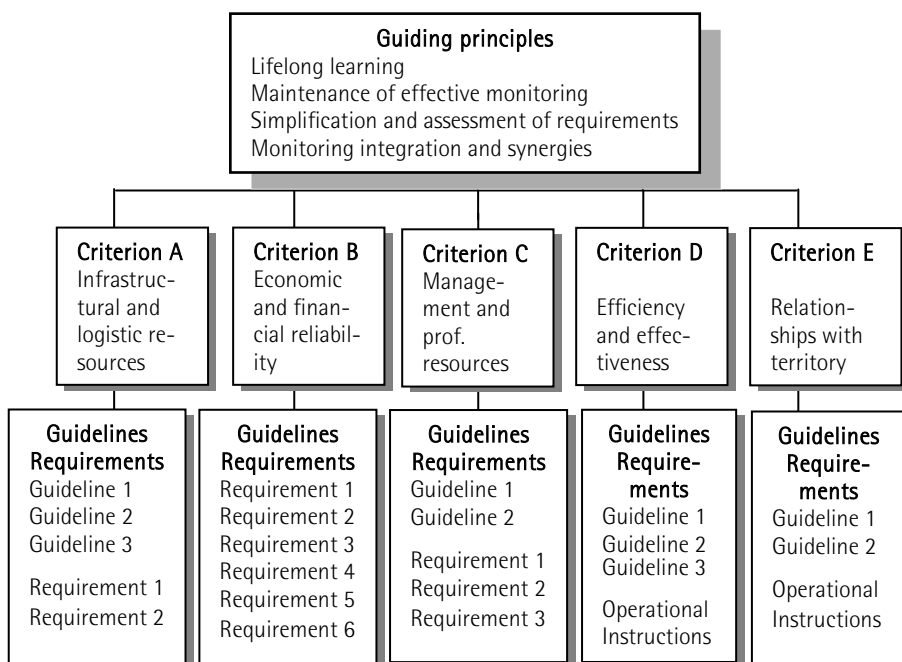 Guiding principles
Lifelong learning
Maintenance of effective monitoring
Simplification and assessment of requirements
Monitoring integration and synergies
Criterion A
Infrastruc-
tural and
logistic re-
sources
Criterion B
Economic
and finan-
cial reliabil-
ity
Criterion C
Manage-
ment and
prof.
resources
Criterion D
Efficiency
and effec-
tiveness
Criterion E
Relation-
ships with
territory
Guidelines
Requirements
Guideline 1
Guideline 2
Guideline 3
Requirement 1
Requirement 2
Guidelines
Requirements
Requirement 1
Requirement 2
Requirement 3
Requirement 4
Requirement 5
Requirement 6
Guidelines
Requirements
Guideline 1
Guideline 2
Requirement 1
Requirement 2
Requirement 3
Guidelines
Require-
ments
Guideline 1
Guideline 2
Guideline 3
Operational
Instructions
Guidelines
Require-
ments
Guideline 1
Guideline 2
Operational
Instructions